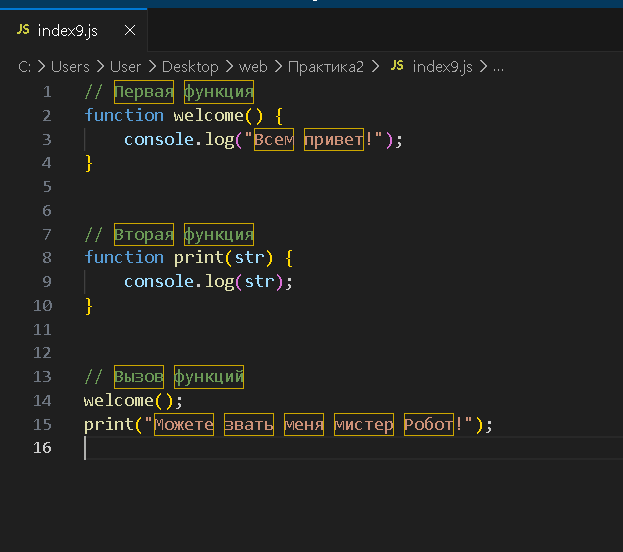 JS index9.js ×
C: > Users > User > Desktop > web > Практика2 > JS index9.js > ...
1 // Первая функция
2 function welcome() {
3 console.log("Всем привет!");
4 }
5
6
7 // Вторая функция
8 function print(str) {
9 console.log(str);
10 }
11
12
13 // Вызов функций
14 welcome();
15 print("Можете звать меня мистер Робот!");
16